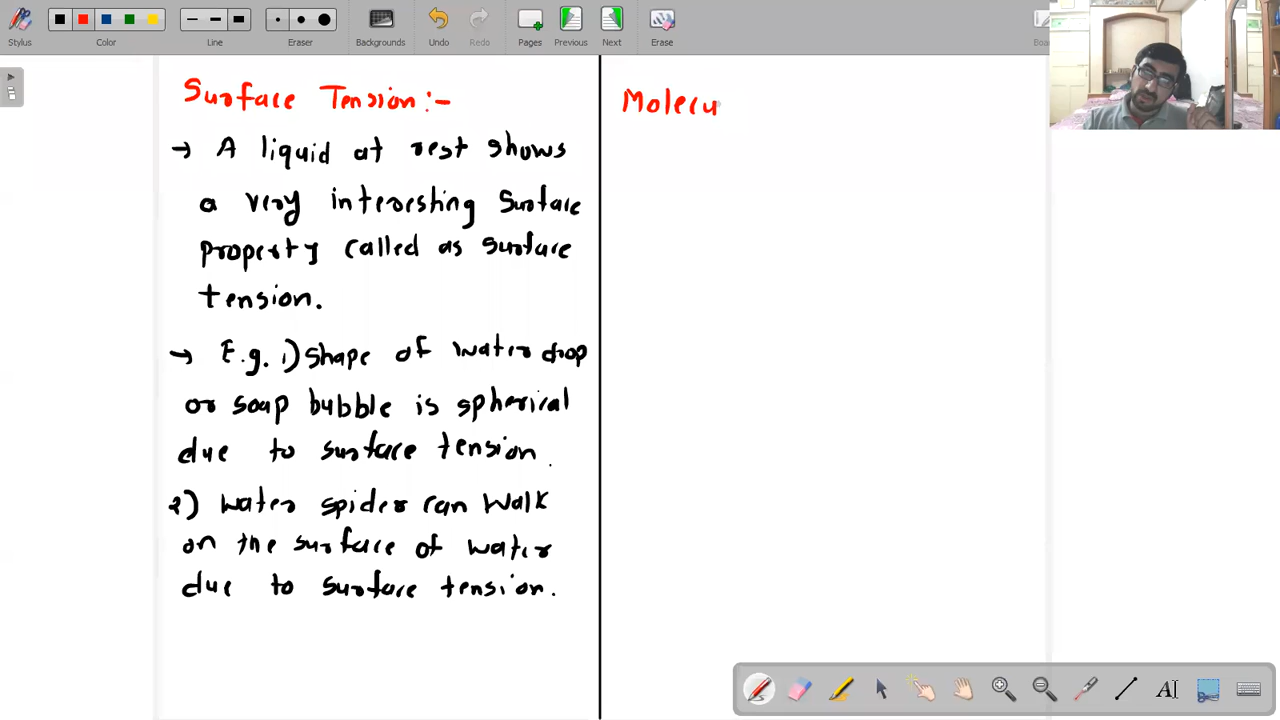 Stylus
Color
Line
Eraser
Backgrounds
Undo
Redo
Pages
Previous
Next
Erase
Surface Tension :-
→ A liquid at rest shows
a very interesting surface
property called as surface
tension.
→ E.g. 1) shape of water drop
or soap bubble is spherical
due to surface tension.
2) Water spider can walk
on the surface of water
due to surface tension.
Molecu